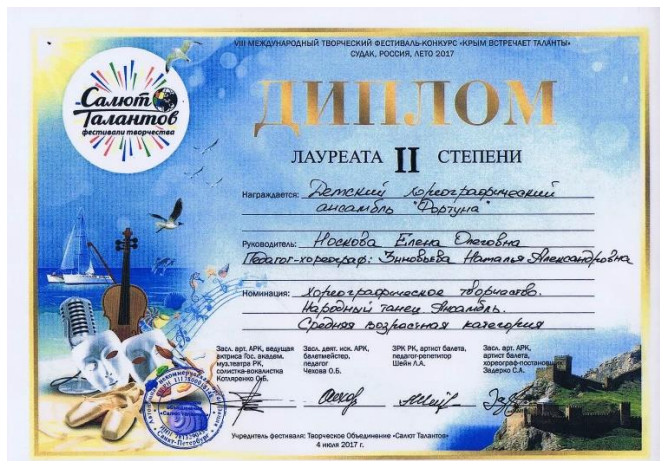 VIII МЕЖДУНАРОДНЫЙ ТВОРЧЕСКИЙ ФЕСТИВАЛЬ-КОНКУРС «КРЫМ ВСТРЕЧАЕТ ТАЛАНТЫ»
СУДАК, РОССИЯ, ЛЕТО 2017
Салют
Талантов
фестивали творчества
ДИПЛОМ
ЛАУРЕАТА II СТЕПЕНИ
Награждается: Детский хореографический
ансамбль "Фортуна"
Руководитель: Носкова Елена Олеговна
Педагог-хореограф: Зиновьева Наталья Александровна
Номинация: Хореографическое творчество.
Народный танец Ансамбль.
Средняя возрастная категория
Засл. арт. АРК, ведущая
актриса Гос. академ.
муз.театра РК,
солистка-вокалистка
Котляренко О.Б.
Засл. деят. иск. АРК,
балетмейстер,
педагог
Чехова О.Б.
ЗРК РК, артист балета,
педагог-репетитор
Шейн Л.А.
Засл. арт. АРК,
артист балета,
хореограф-постановщик
Задерко С.А.
«Салют Талантов»
Санкт-Петербург
Учредитель фестиваля: Творческое Объединение «Салют Талантов»
4 июля 2017 г.